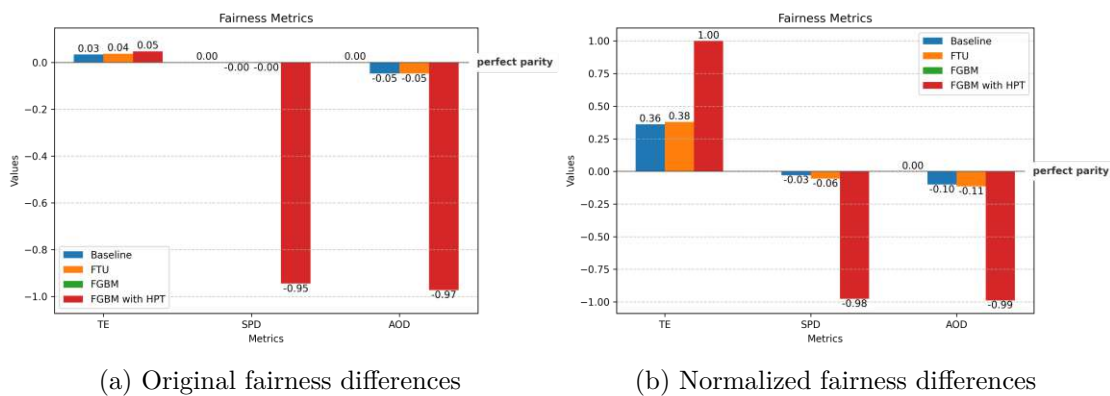 Fairness Metrics
0.03 0.04 0.05
0.00
0.00
0.0
-0.00 -0.00
-0.05 -0.05
perfect parity
−0.2
−0.4
Values
−0.6
−0.8
−1.0
-0.95
-0.97
Baseline
FTU
FGBM
FGBM with HPT
TE
SPD
AOD
Metrics
(a) Original fairness differences
Fairness Metrics
1.00
1.00
0.75
0.50
0.36 0.38
0.25
0.00
0.00
perfect parity
-0.03
-0.06
-0.10
-0.11
Values
−0.25
−0.50
−0.75
−1.00
-0.98
-0.99
Baseline
FTU
FGBM
FGBM with HPT
TE
SPD
AOD
Metrics
(b) Normalized fairness differences